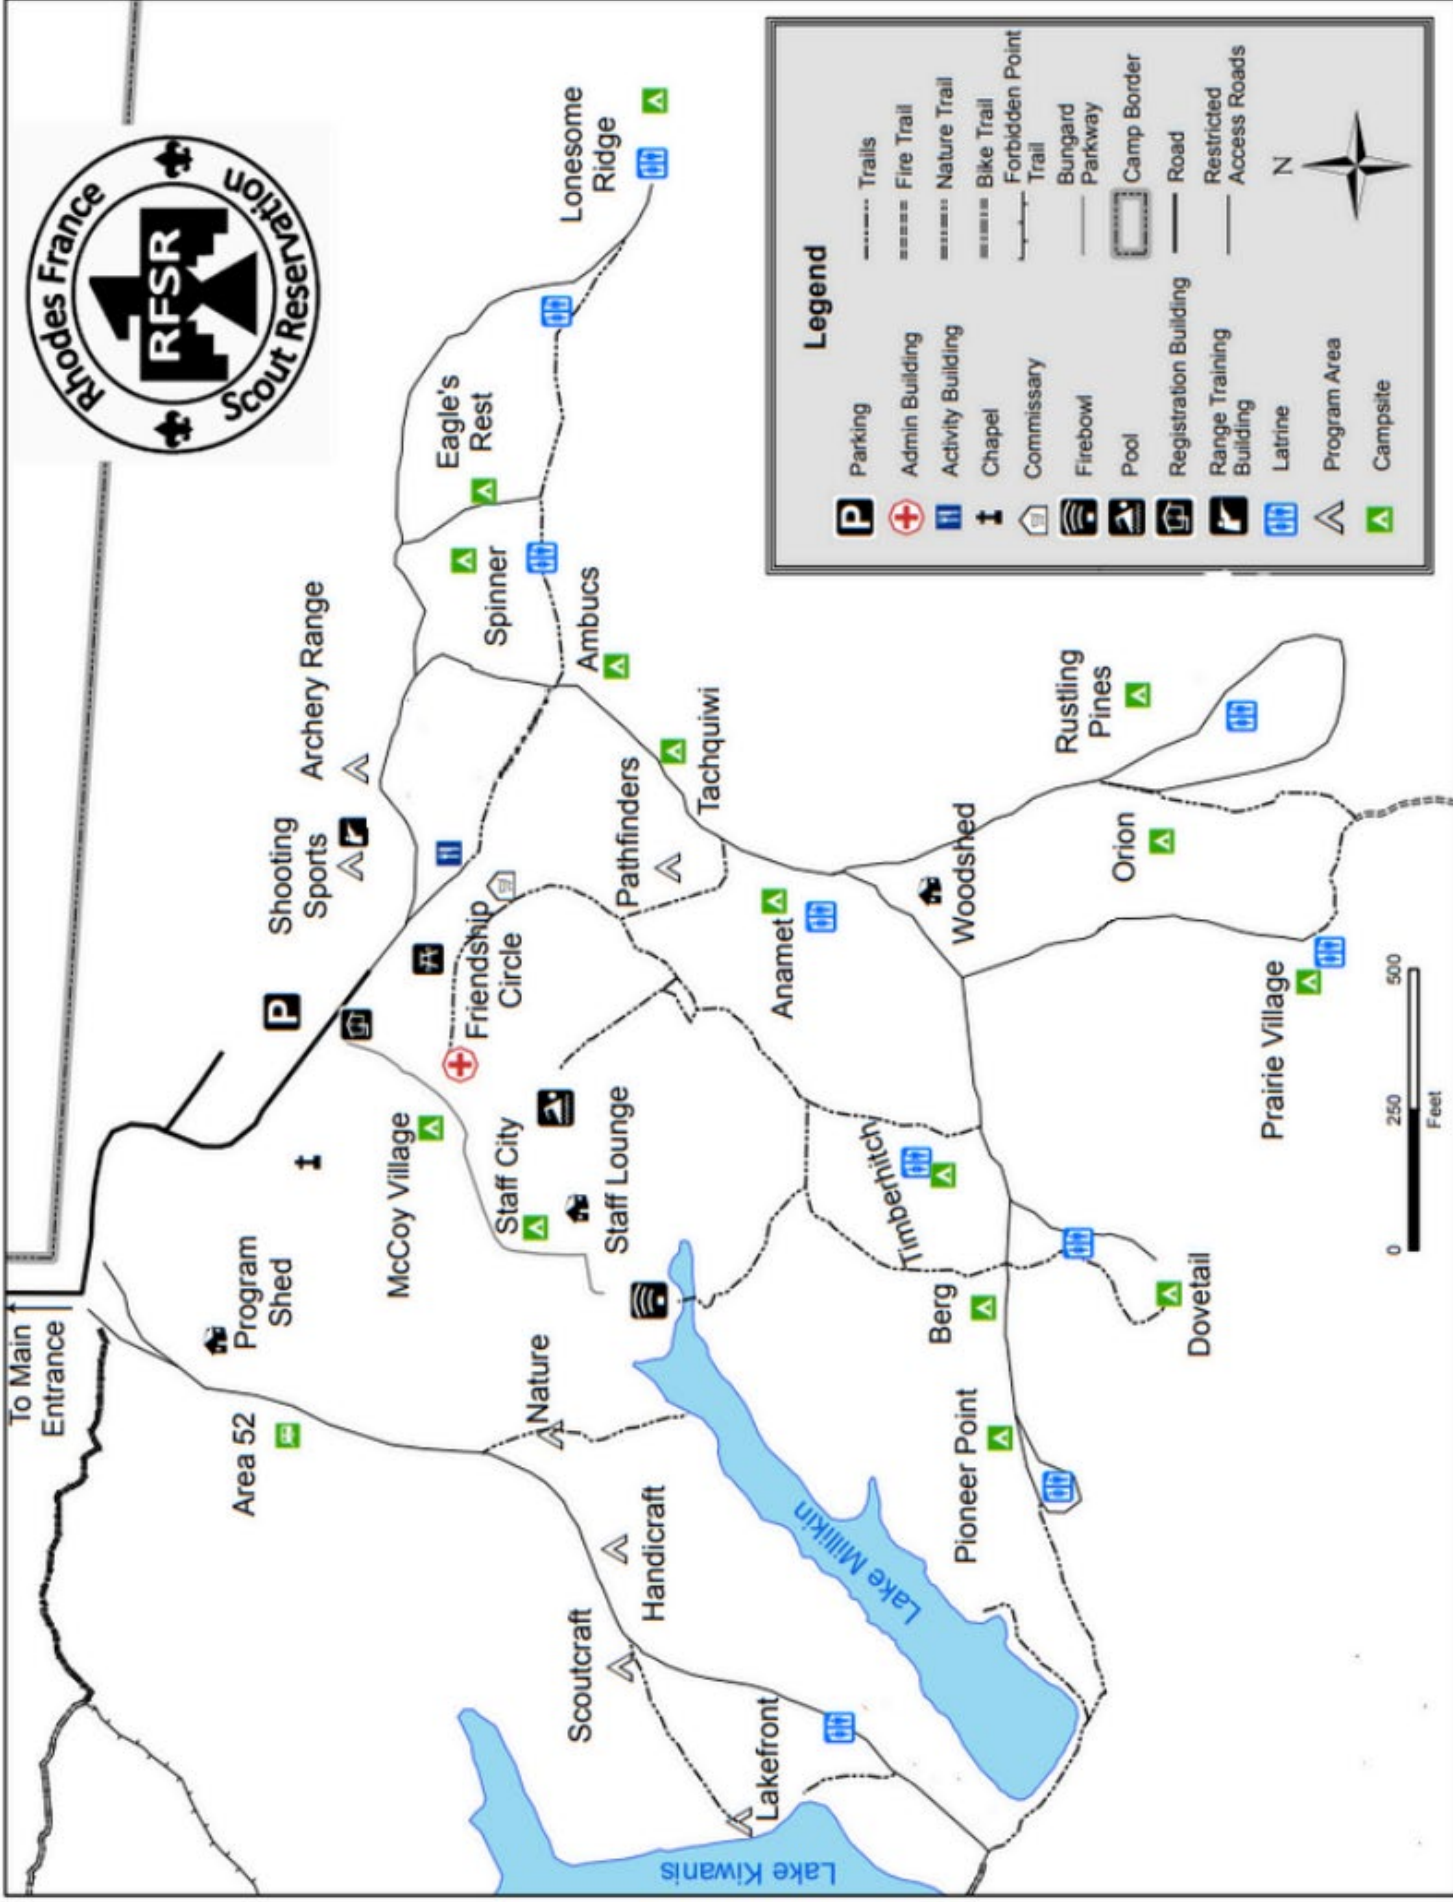 Rhodes France
RFSR
Scout Reservation
To Main
Entrance
Program
Shed
Area 52
Shooting
Sports
Archery Range
McCoy Village
Friendship
Circle
Staff City
Staff Lounge
Nature
Handicraft
Scoutcraft
Lakefront
Lake Kiwanis
Lake Millikin
Pathfinders
Spinner
Eagle's
Rest
Lonesome
Ridge
Ambucs
Tachquiwi
Anamet
Woodshed
Timberhitch
Berg
Pioneer Point
Dovetail
Orion
Rustling
Pines
Prairie Village
0
250
500
Feet
Legend
P
Parking
Admin Building
Activity Building
Chapel
Commissary
Firebowl
Pool
Registration Building
Range Training
Building
Latrine
Program Area
Campsite
Trails
Fire Trail
Nature Trail
Bike Trail
Forbidden Point
Trail
Bungard
Parkway
Camp Border
Road
Restricted
Access Roads
N
P